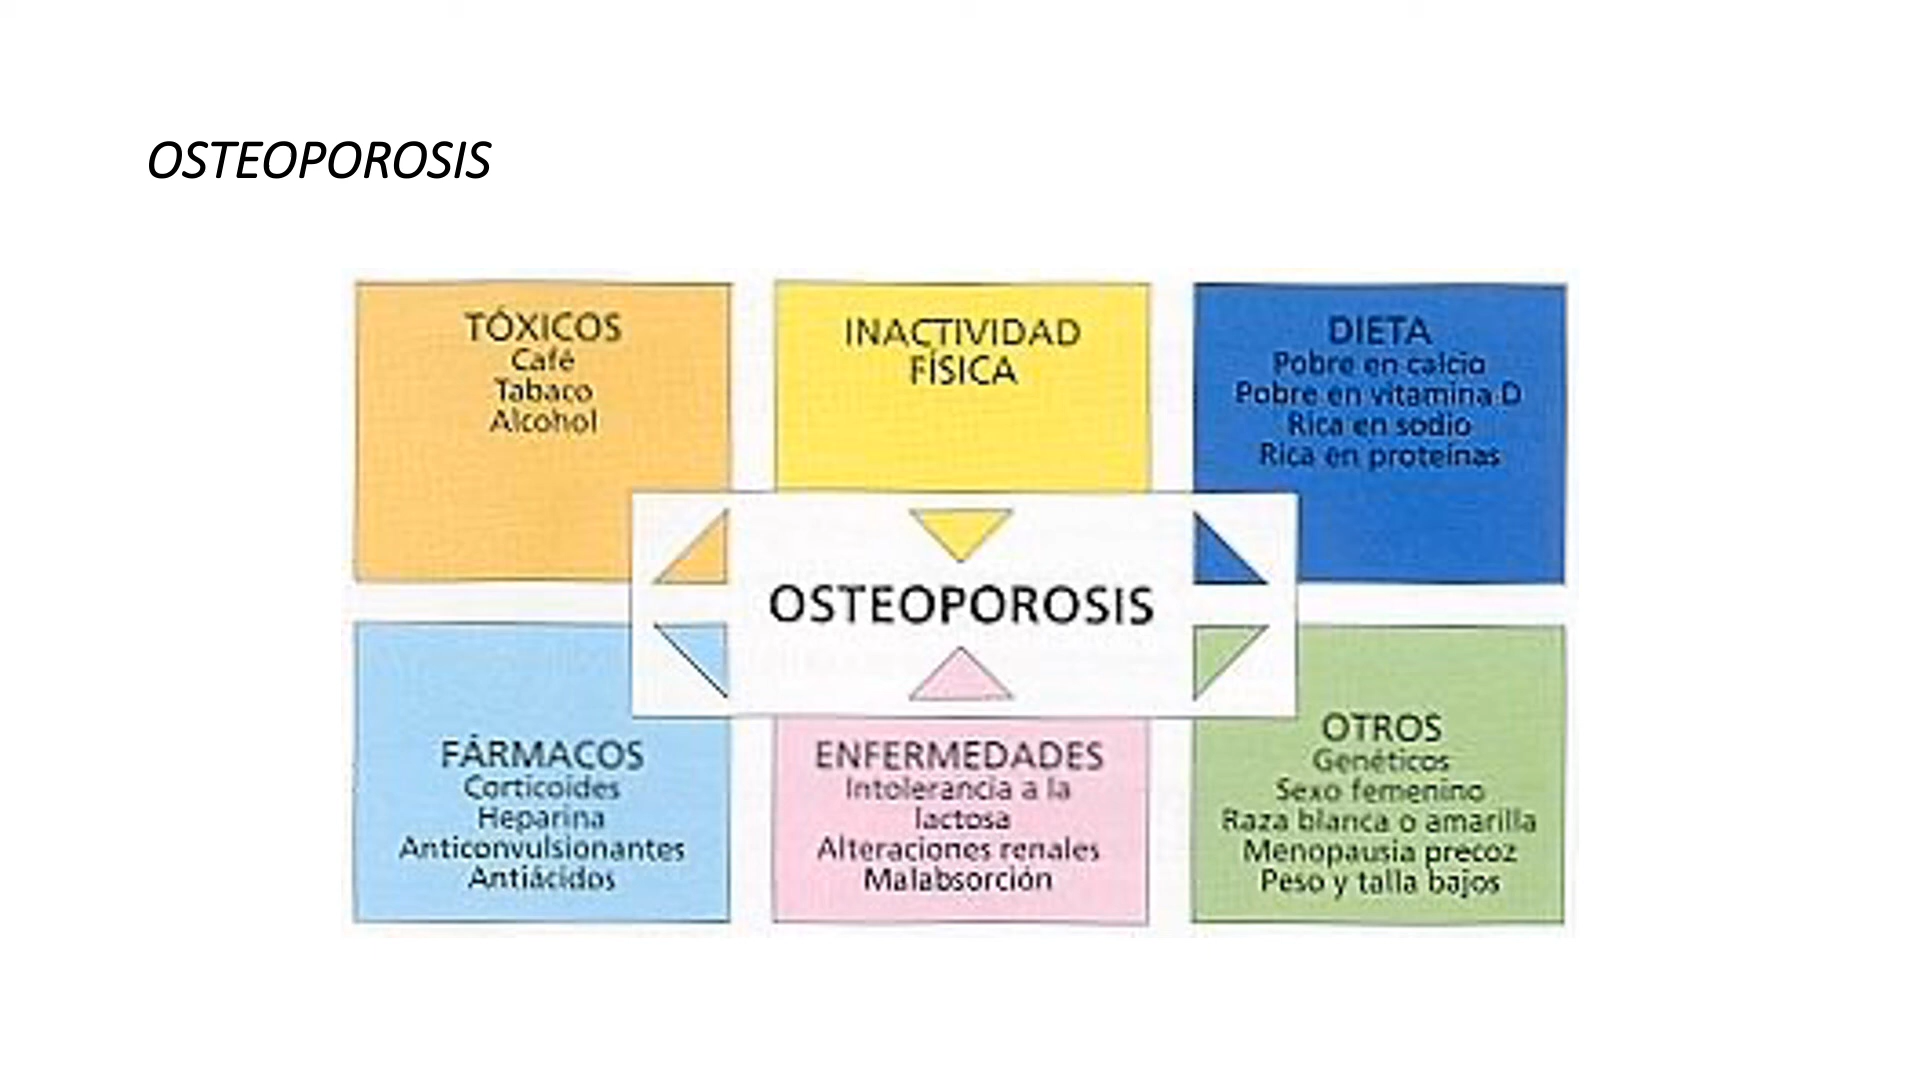 OSTEOPOROSIS
TÓXICOS
Café
Tabaco
Alcohol
INACTIVIDAD
FÍSICA
DIETA
Pobre en calcio
Pobre en vitamina D
Rica en sodio
Rica en proteínas
OSTEOPOROSIS
FÁRMACOS
Corticoides
Heparina
Anticonvulsionantes
Antiácidos
ENFERMEDADES
Intolerancia a la
lactosa
Alteraciones renales
Malabsorción
OTROS
Genéticos
Sexo femenino
Raza blanca o amarilla
Menopausia precoz
Peso y talla bajos